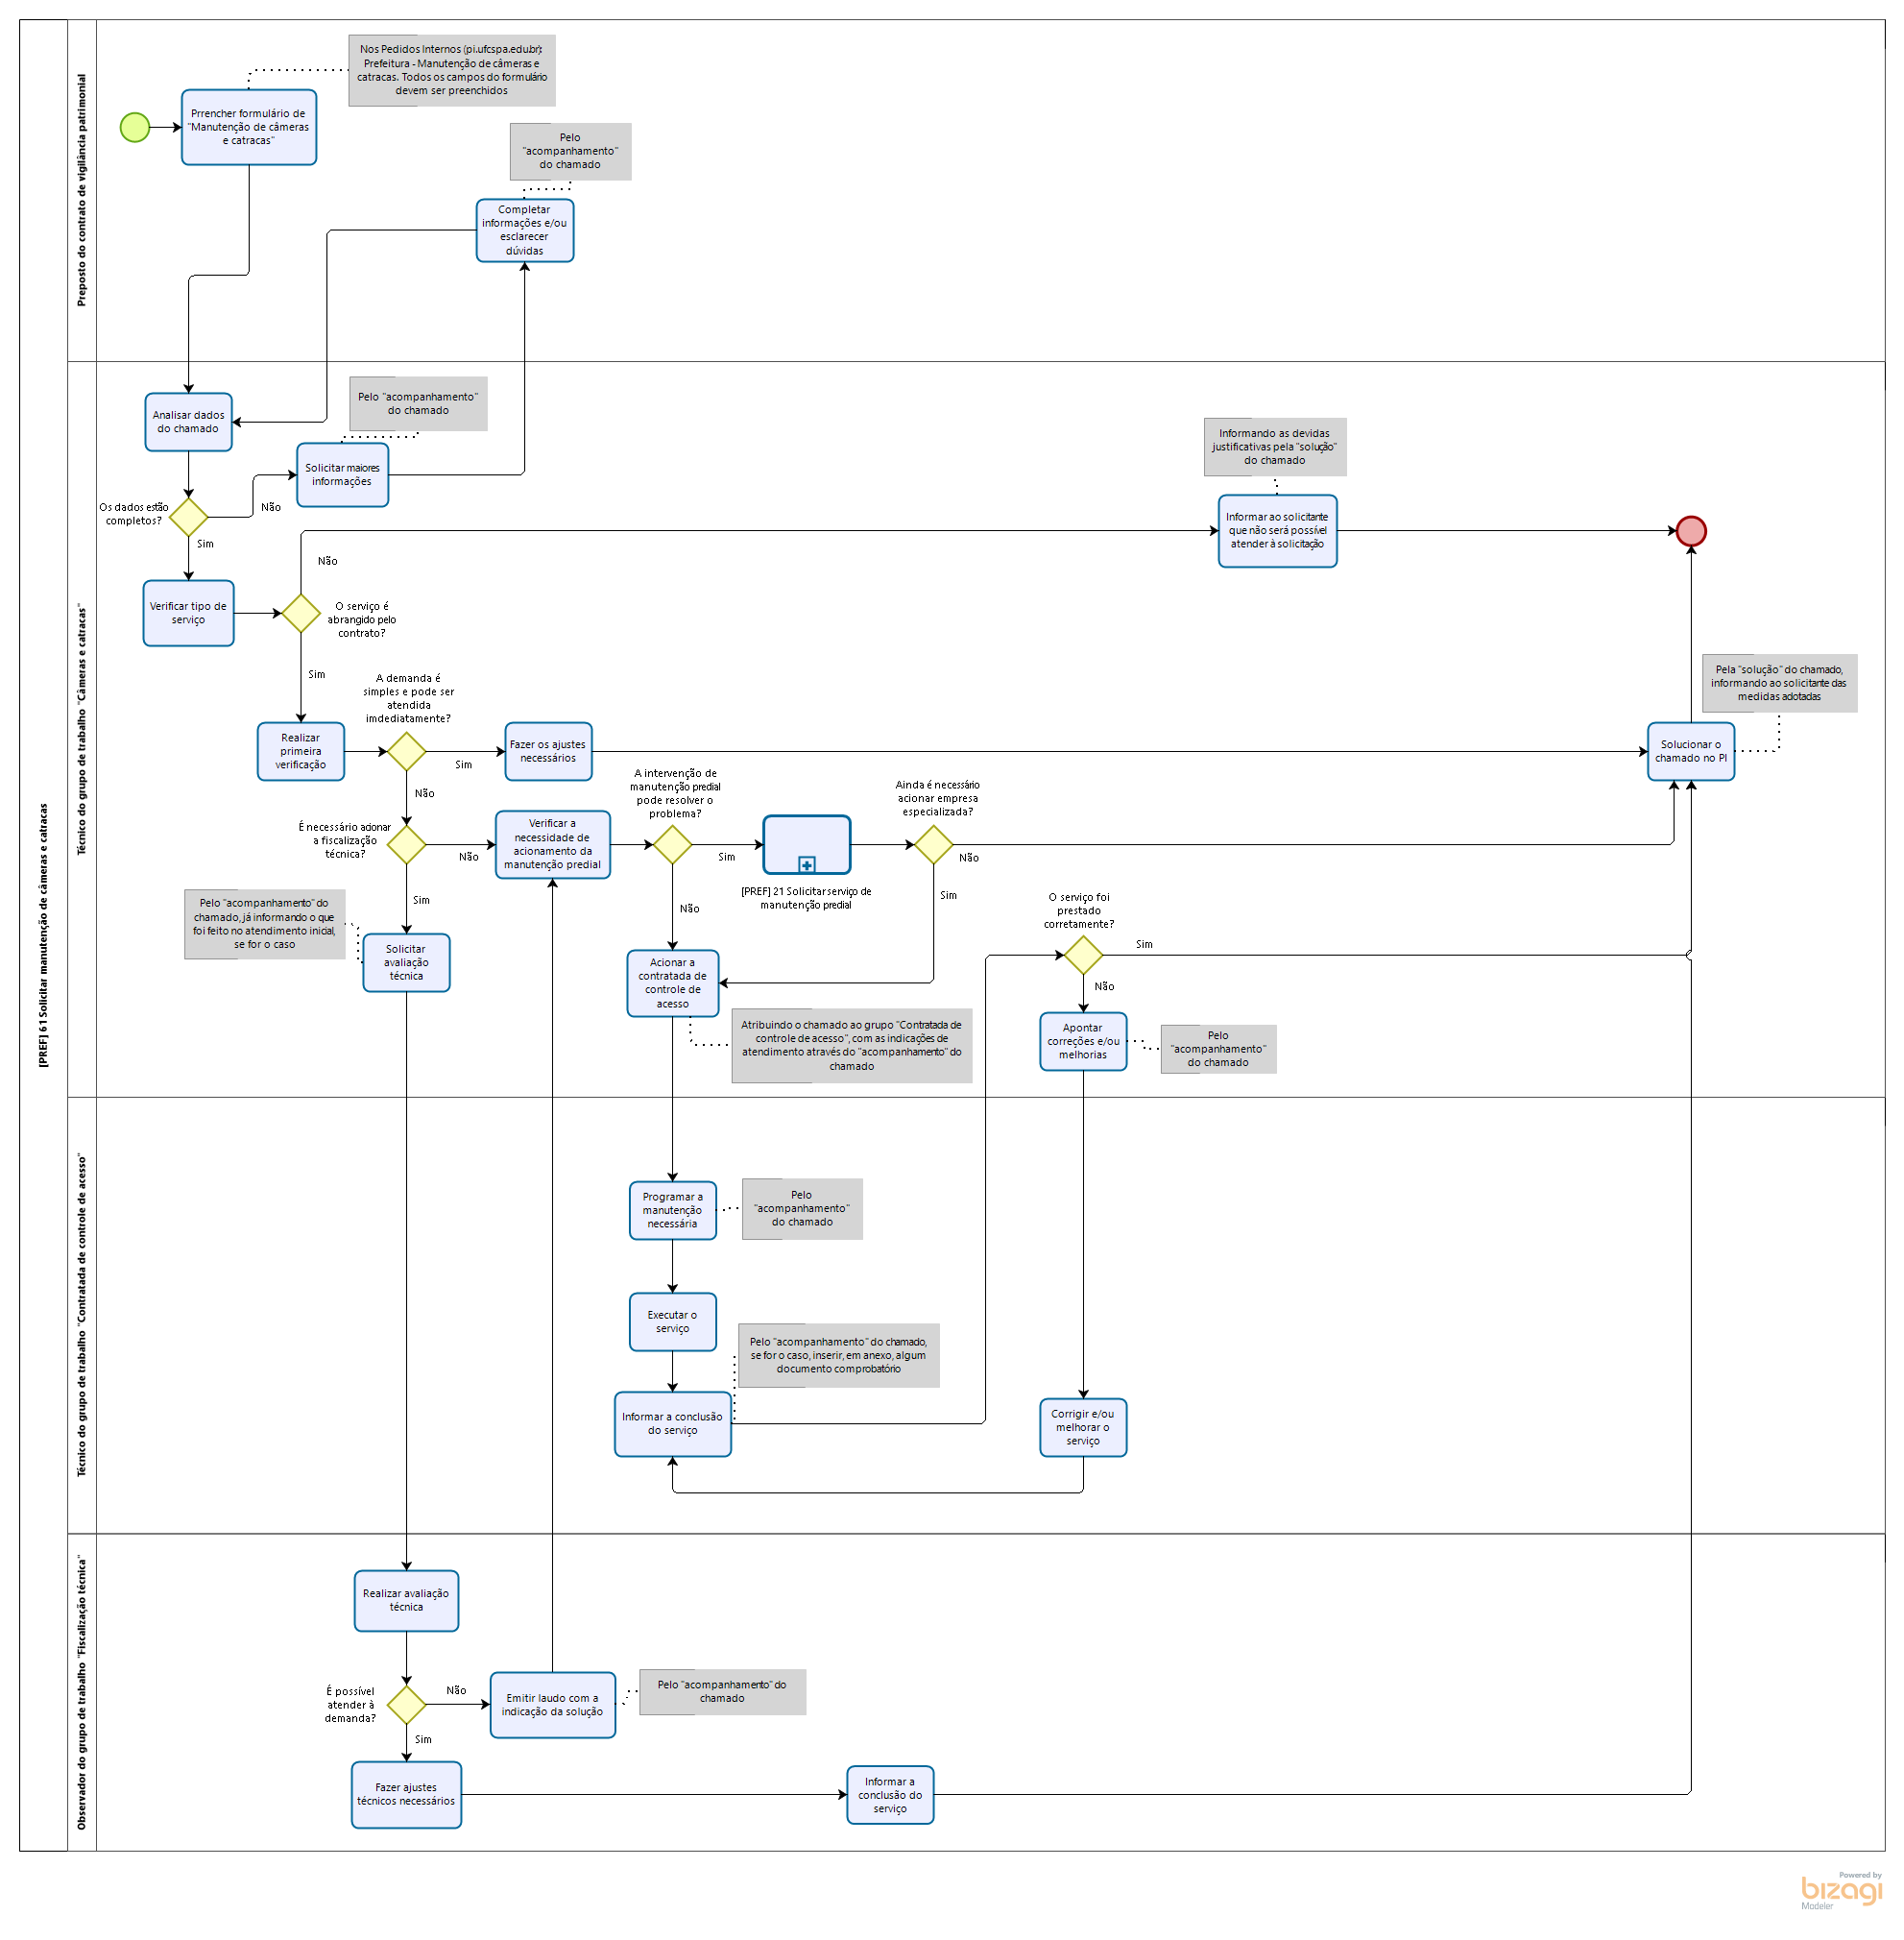 [PREF] 61 Solicitar manutenção de câmeras e catracas
Preposto do contrato de vigilância patrimonial
Nos Pedidos Internos (pi.ufcspa.edu.br):
Prefeitura - Manutenção de câmeras e
catracas. Todos os campos do formulário
devem ser preenchidos
Prrencher formulário de
"Manutenção de câmeras
e catracas"
Pelo
"acompanhamento"
do chamado
Completar
informações e/ou
esclarecer
dúvidas
Técnico do grupo de trabalho "Câmeras e catracas"
Analisar dados
do chamado
Pelo "acompanhamento"
do chamado
Solicitar maiores
informações
Os dados estão
completos?
Não
Sim
Informando as devidas
justificativas pela "solução"
do chamado
Informar ao solicitante
que não será possível
atender à solicitação
Não
Verificar tipo de
serviço
O serviço é
abrangido pelo
contrato?
Sim
A demanda é
simples e pode ser
atendida
imdediatamente?
Realizar
primeira
verificação
Sim
Fazer os ajustes
necessários
Pela "solução" do chamado,
informando ao solicitante das
medidas adotadas
Solucionar o
chamado no PI
Não
É necessário acionar
a fiscalização
técnica?
Não
Verificar a
necessidade de
acionamento da
manutenção predial
A intervenção de
manutenção predial
pode resolver o
problema?
Sim
[PREF] 21 Solicitar serviço de
manutenção predial
Ainda é necessário
acionar empresa
especializada?
Não
Sim
Sim
Não
Pelo "acompanhamento" do
chamado, já informando o que
foi feito no atendimento inicial,
se for o caso
Solicitar
avaliação
técnica
Acionar a
contratada de
controle de
acesso
Atribuindo o chamado ao grupo "Contratada de
controle de acesso", com as indicações de
atendimento através do "acompanhamento" do
chamado
O serviço foi
prestado
corretamente?
Sim
Não
Apontar
correções e/ou
melhorias
Pelo
"acompanhamento"
do chamado
Técnico do grupo de trabalho "Contratada de controle de acesso"
Programar a
manutenção
necessária
Pelo
"acompanhamento"
do chamado
Executar o
serviço
Pelo "acompanhamento" do chamado,
se for o caso, inserir, em anexo, algum
documento comprobatório
Informar a conclusão
do serviço
Corrigir e/ou
melhorar o
serviço
Observador do grupo de trabalho "Fiscalização técnica"
Realizar avaliação
técnica
É possível
atender à
demanda?
Não
Emitir laudo com a
indicação da solução
Pelo "acompanhamento" do
chamado
Sim
Fazer ajustes
técnicos necessários
Informar a
conclusão do
serviço
Powered by
bizagi
Modeler